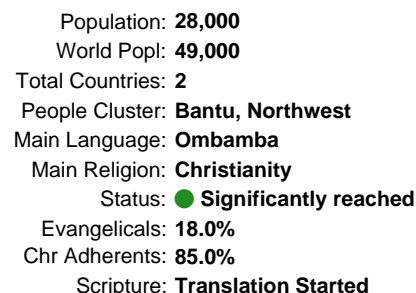 Population: 28,000
World Popl: 49,000
Total Countries: 2
People Cluster: Bantu, Northwest
Main Language: Ombamba
Main Religion: Christianity
Status: Significantly reached
Evangelicals: 18.0%
Chr Adherents: 85.0%
Scripture: Translation Started